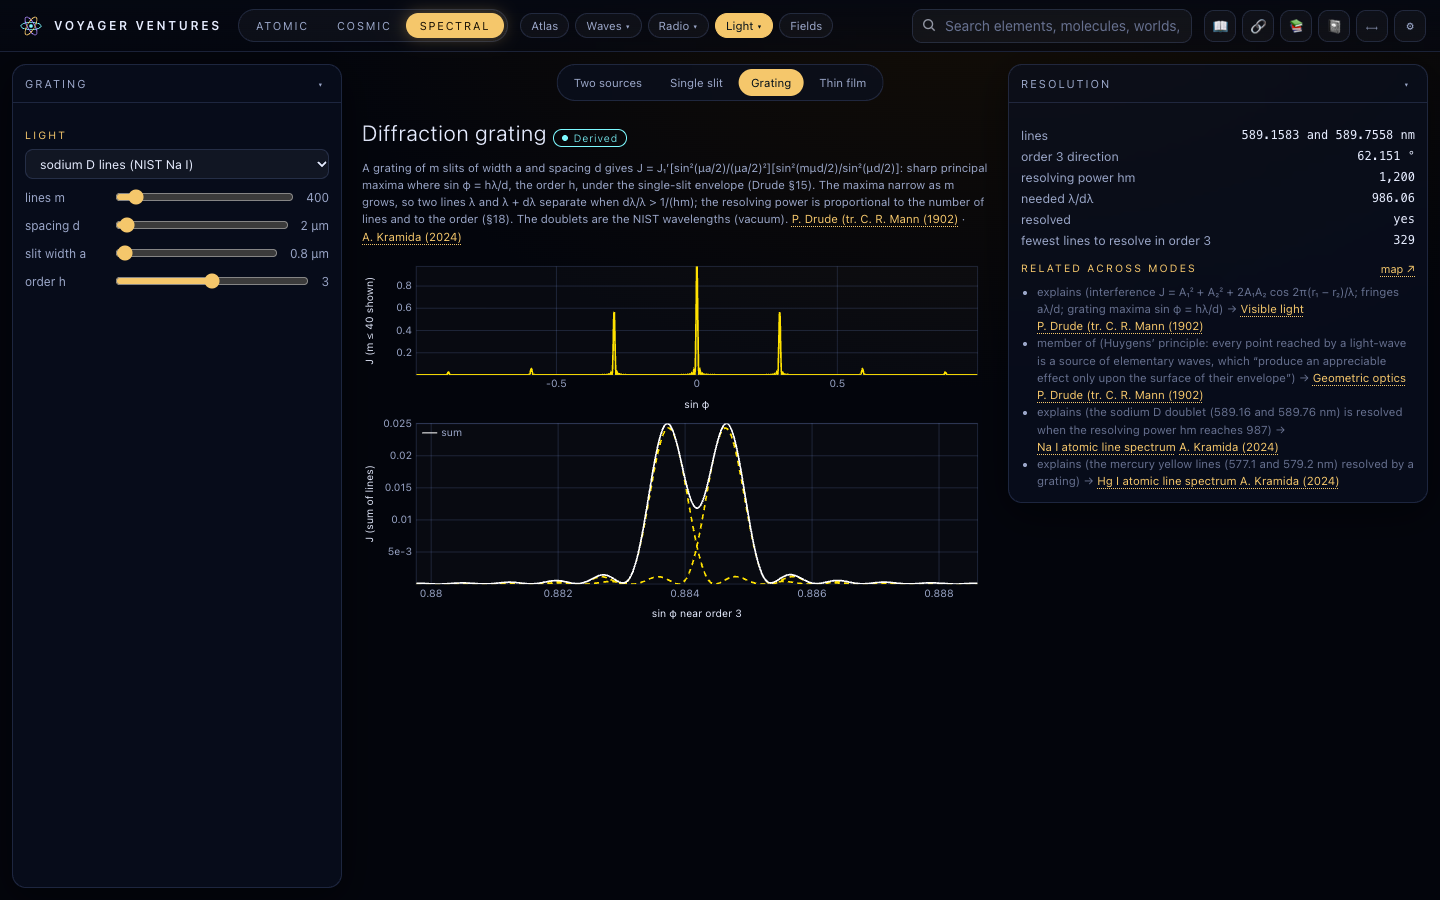 VOYAGER VENTURES
ATOMIC COSMIC SPECTRAL
Atlas Waves ▾ Radio ▾ Light ▾ Fields
Search elements, molecules, worlds,
GRATING
LIGHT
sodium D lines (NIST Na I)
lines m 400
spacing d 2 µm
slit width a 0.8 µm
order h 3
Two sources Single slit Grating Thin film
Diffraction grating Derived
A grating of m slits of width a and spacing d gives J = J₁′[sin²(μa/2)/(μa/2)²][sin²(mμd/2)/sin²(μd/2)]: sharp principal
maxima where sin ϕ = hλ/d, the order h, under the single-slit envelope (Drude §15). The maxima narrow as m
grows, so two lines λ and λ + dλ separate when dλ/λ > 1/(hm); the resolving power is proportional to the number of
lines and to the order (§18). The doublets are the NIST wavelengths (vacuum). P. Drude (tr. C. R. Mann (1902) ·
A. Kramida (2024)
J (m ≤ 40 shown)
0.8
0.6
0.4
0.2
-0.5 0 0.5
sin ϕ
J (sum of lines)
sum
0.025
0.02
0.015
0.01
5e-3
0.88 0.882 0.884 0.886 0.888
sin ϕ near order 3
RESOLUTION
lines 589.1583 and 589.7558 nm
order 3 direction 62.151 °
resolving power hm 1,200
needed λ/dλ 986.06
resolved yes
fewest lines to resolve in order 3 329
RELATED ACROSS MODES map ↗
• explains (interference J = A₁² + A₂² + 2A₁A₂ cos 2π(r₁ − r₂)/λ; fringes
aλ/d; grating maxima sin ϕ = hλ/d) → Visible light
P. Drude (tr. C. R. Mann (1902)
• member of (Huygens’ principle: every point reached by a light-wave
is a source of elementary waves, which “produce an appreciable
effect only upon the surface of their envelope”) → Geometric optics
P. Drude (tr. C. R. Mann (1902)
• explains (the sodium D doublet (589.16 and 589.76 nm) is resolved
when the resolving power hm reaches 987) →
Na I atomic line spectrum A. Kramida (2024)
• explains (the mercury yellow lines (577.1 and 579.2 nm) resolved by a
grating) → Hg I atomic line spectrum A. Kramida (2024)